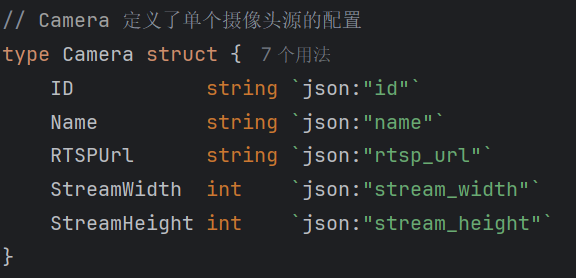 // Camera 定义了单个摄像头源的配置
type Camera struct { 7个用法
ID string `json:"id"`
Name string `json:"name"`
RTSPUrl string `json:"rtsp_url"`
StreamWidth int `json:"stream_width"`
StreamHeight int `json:"stream_height"`
}